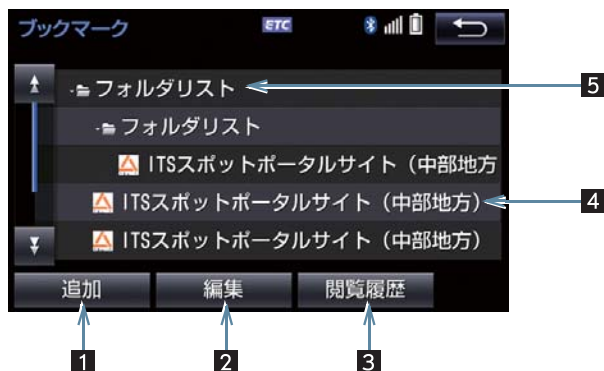 ブックマーク ETC
フォルダリスト 5
フォルダリスト
ITSスポットポータルサイト（中部地方
ITSスポットポータルサイト（中部地方） 4
ITSスポットポータルサイト（中部地方）
追加 編集 閲覧履歴
1 2 3